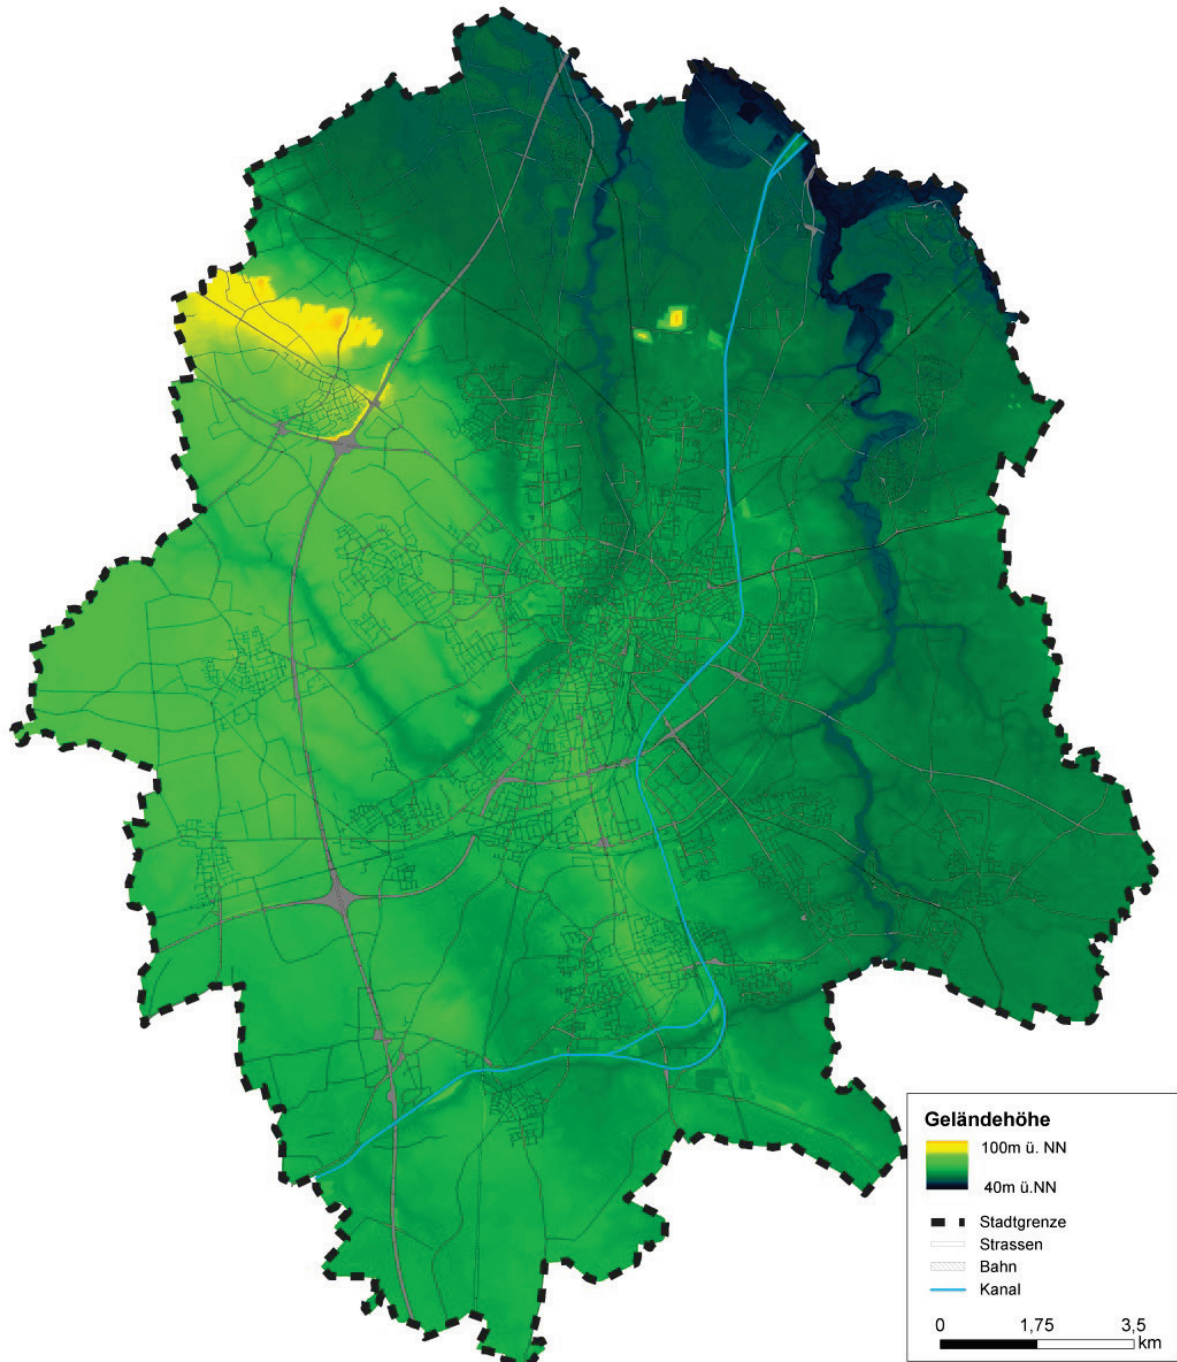 Geländehöhe
100m ü. NN
40m ü.NN
Stadtgrenze
Strassen
Bahn
Kanal
0 1,75 3,5
km